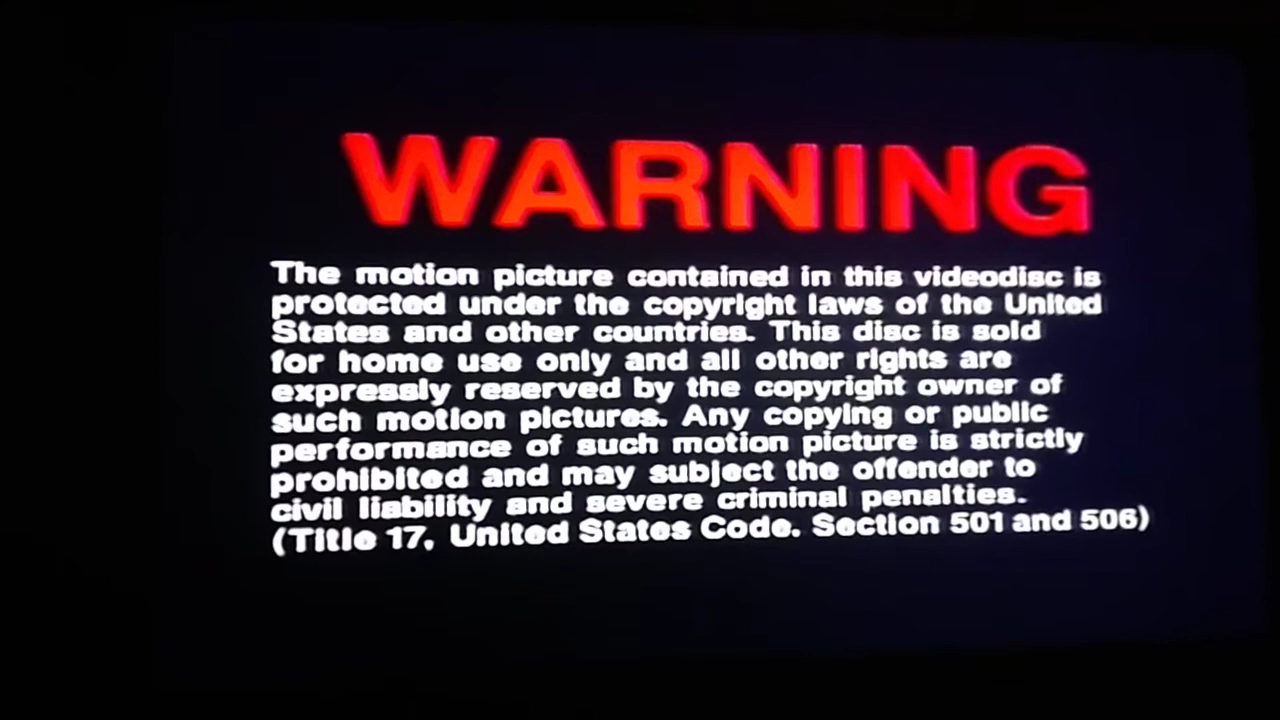 WARNING
The motion picture contained in this videodisc is
protected under the copyright laws of the United
States and other countries. This disc is sold
for home use only and all other rights are
expressly reserved by the copyright owner of
such motion pictures. Any copying or public
performance of such motion picture is strictly
prohibited and may subject the offender to
civil liability and severe criminal penalties.
(Title 17, United States Code. Section 501 and 506)